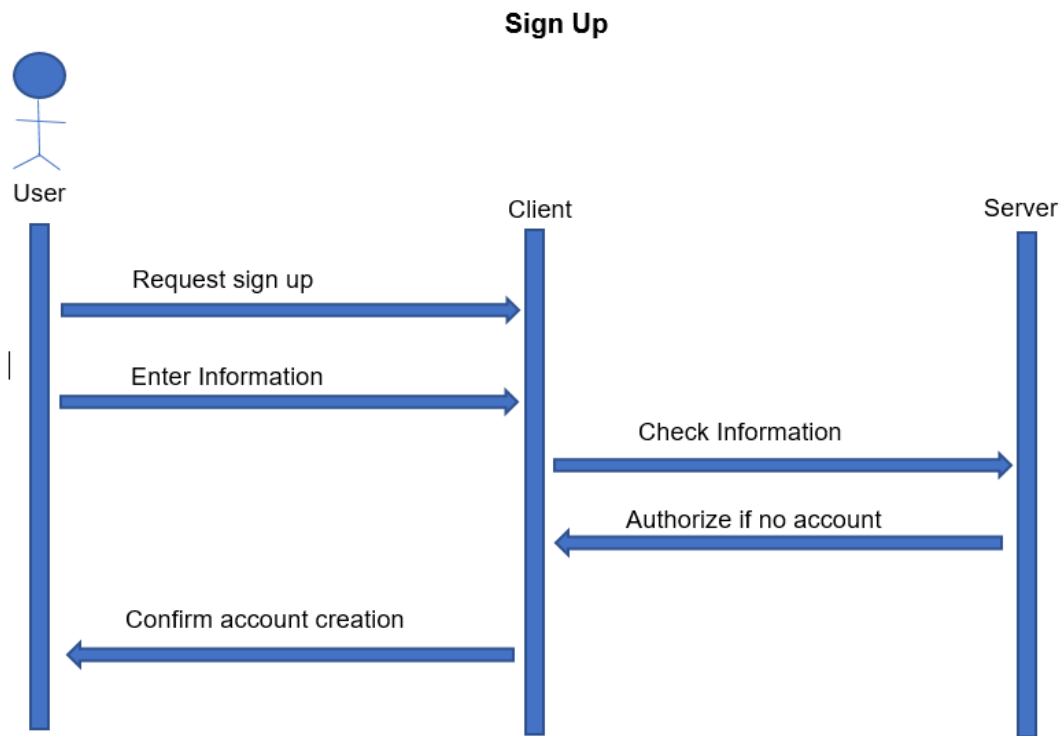 Sign Up
User
Client
Server
Request sign up
Enter Information
Check Information
Authorize if no account
Confirm account creation